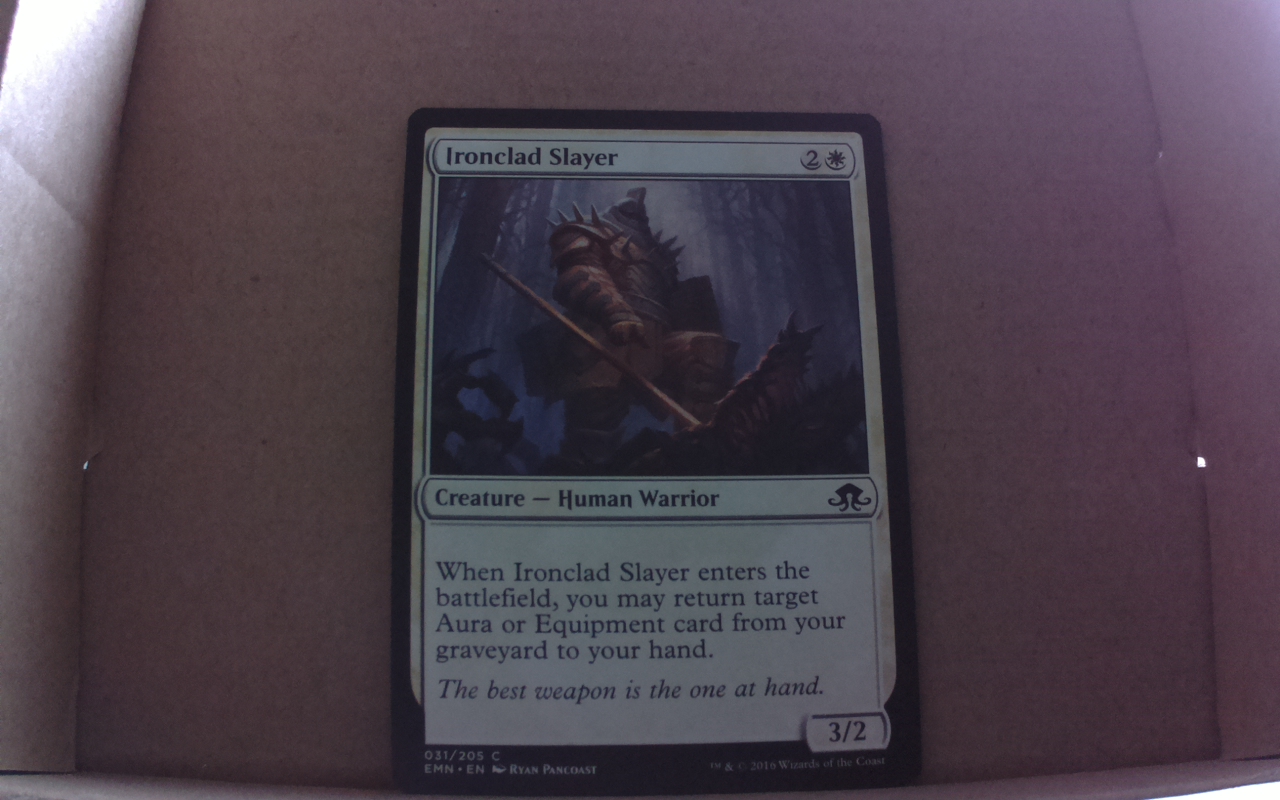 Ironclad Slayer 2
Creature — Human Warrior
When Ironclad Slayer enters the
battlefield, you may return target
Aura or Equipment card from your
graveyard to your hand.
The best weapon is the one at hand.
3/2
031/205 C
EMN • EN Ryan Pancoast
™ & © 2016 Wizards of the Coast